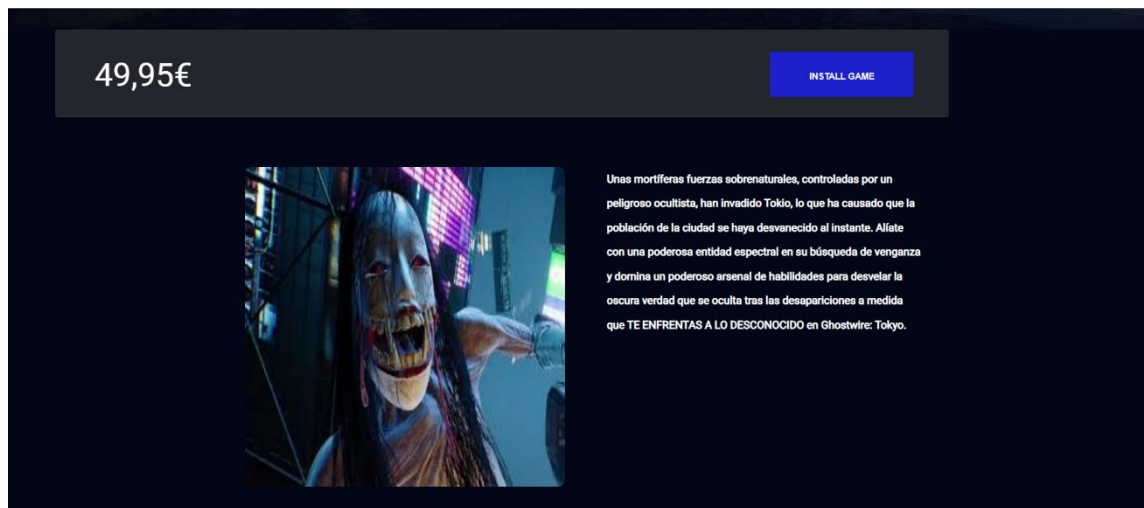 49,95€
INSTALL GAME
Unas mortíferas fuerzas sobrenaturales, controladas por un
peligroso ocultista, han invadido Tokio, lo que ha causado que la
población de la ciudad se haya desvanecido al instante. Alíate
con una poderosa entidad espectral en su búsqueda de venganza
y domina un poderoso arsenal de habilidades para desvelar la
oscura verdad que se oculta tras las desapariciones a medida
que TE ENFRENTAS A LO DESCONOCIDO en Ghostwire: Tokyo.